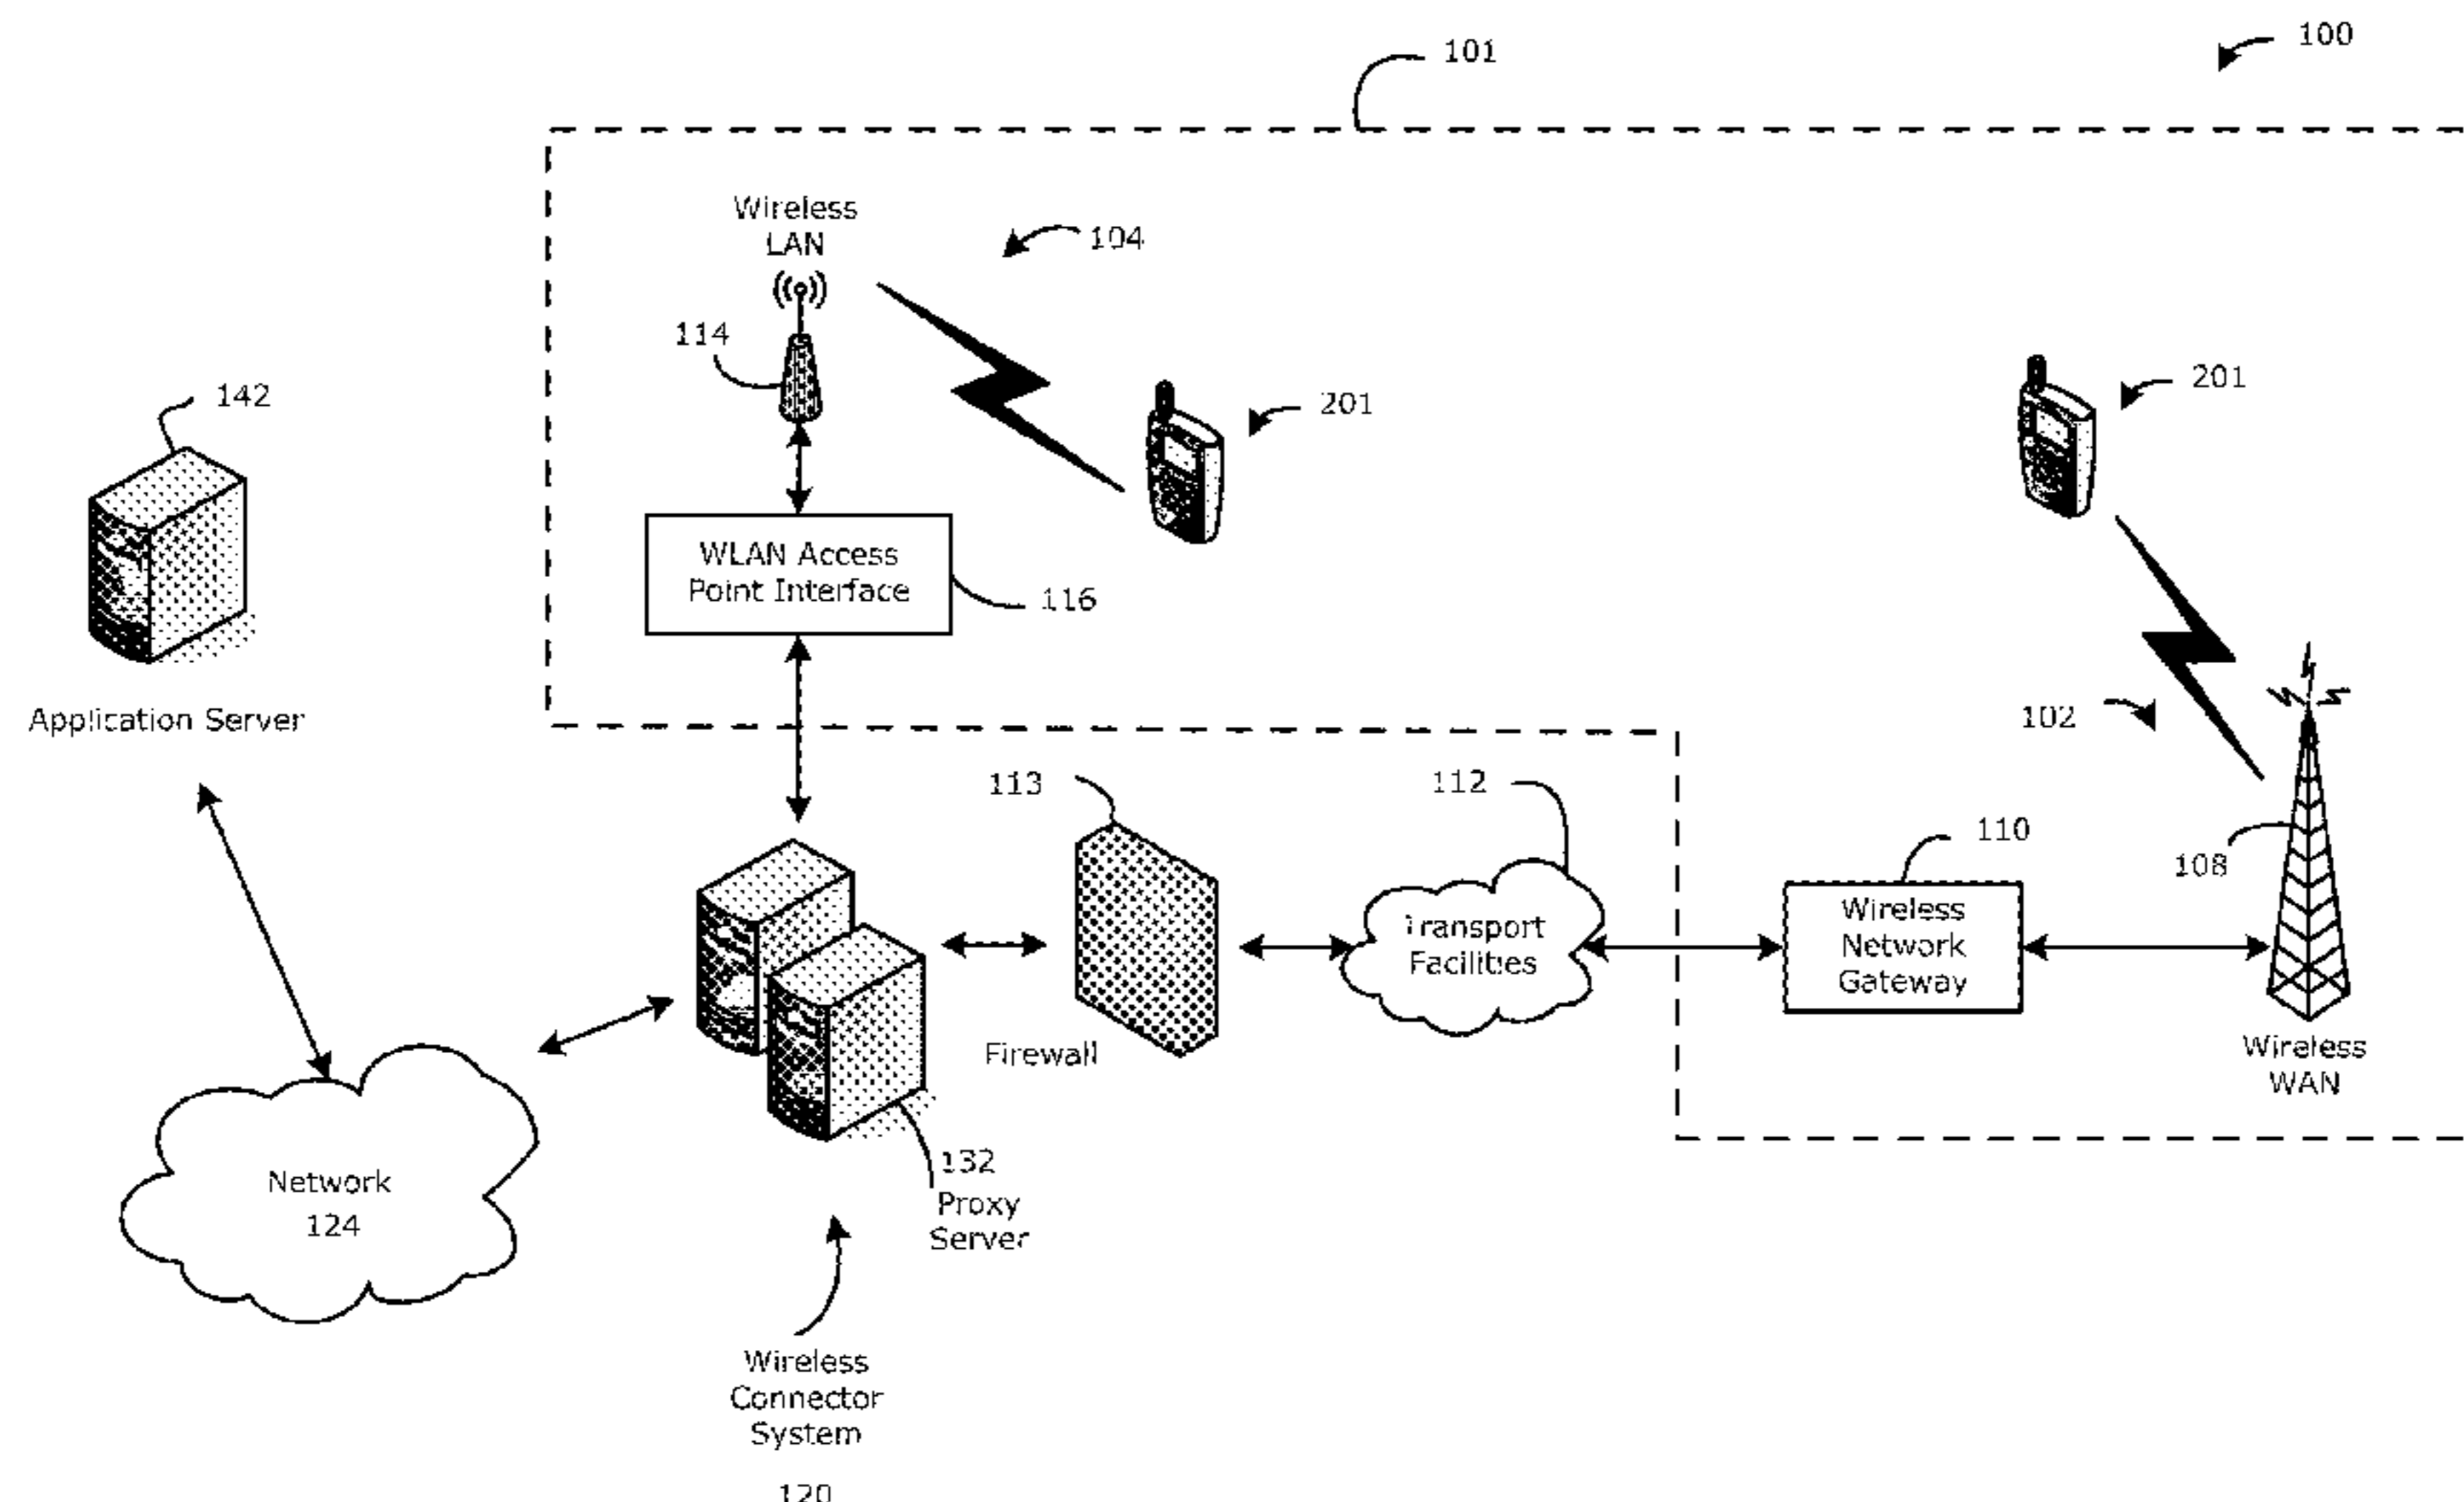 100
101
Wireless
LAN
104
114
201
201
142
WLAN Access
Point Interface
116
Application Server
102
113
112
110
108
Transport
Facilities
Wireless
Network
Gateway
Firewall
Wireless
WAN
132
Proxy
Server
Network
124
Wireless
Connector
System
120